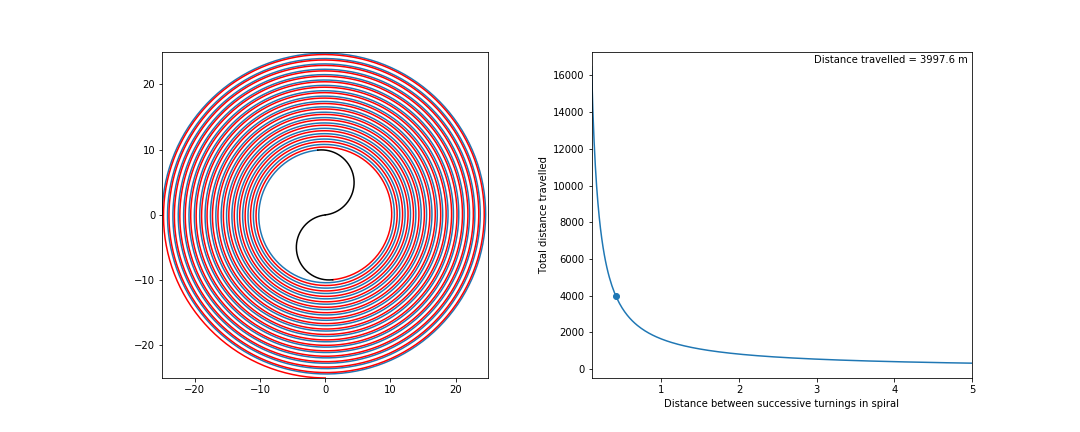 20
10
0
−10
−20
−20 −10 0 10 20
Distance travelled = 3997.6 m
16000
14000
12000
10000
8000
6000
4000
2000
0
Total distance travelled
1 2 3 4 5
Distance between successive turnings in spiral